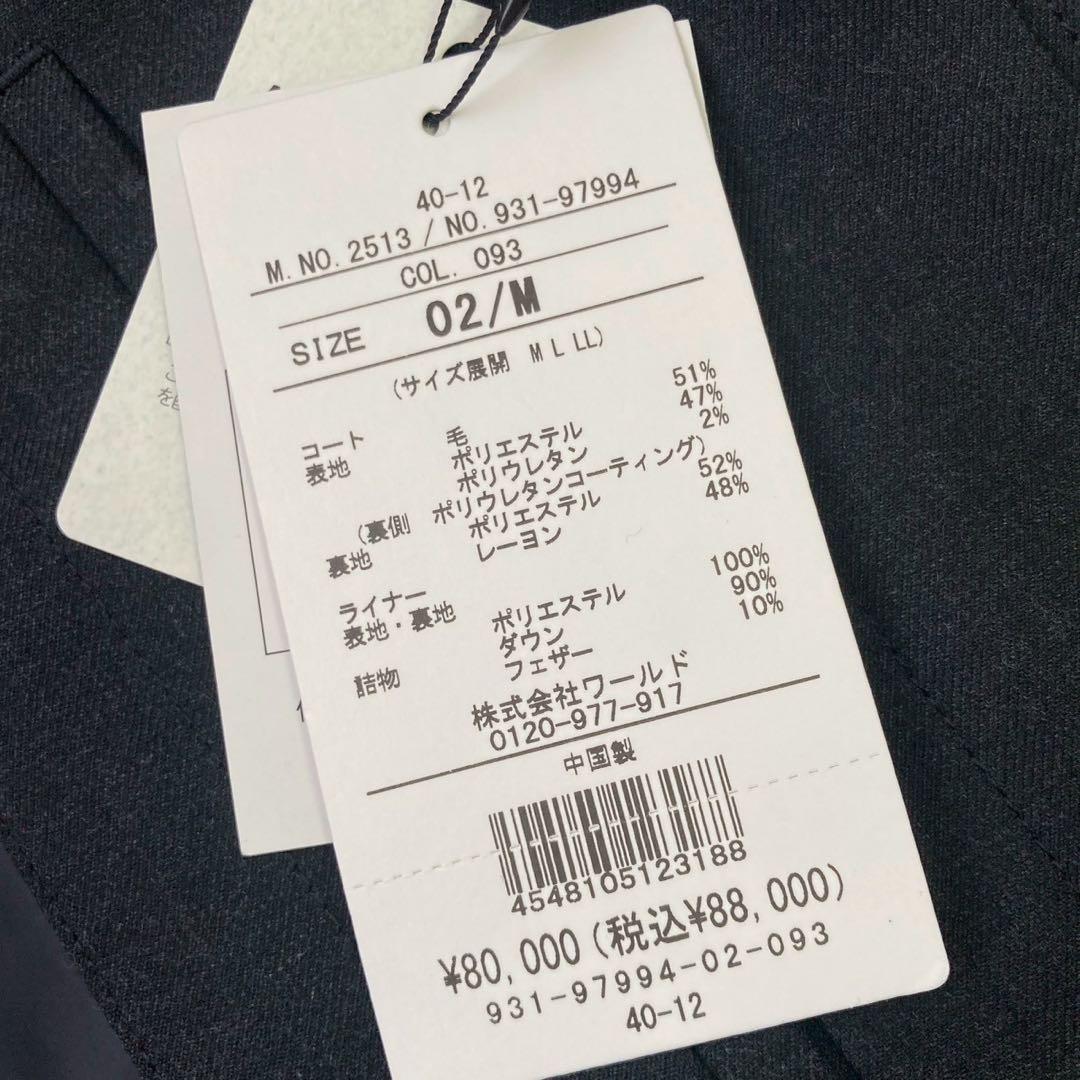 40-12
M. NO. 2513 / NO. 931-97994
COL. 093
SIZE 02/M
(サイズ展開 M L LL)
コート 毛 51%
表地 ポリエステル 47%
ポリウレタン 2%
(裏側 ポリウレタンコーティング)
裏地 ポリエステル 52%
レーヨン 48%
ライナー
表地・裏地 ポリエステル 100%
詰物 ダウン 90%
フェザー 10%
株式会社ワールド
0120-977-917
中国製
4548105123188
¥80,000(税込¥88,000)
931-97994-02-093
40-12